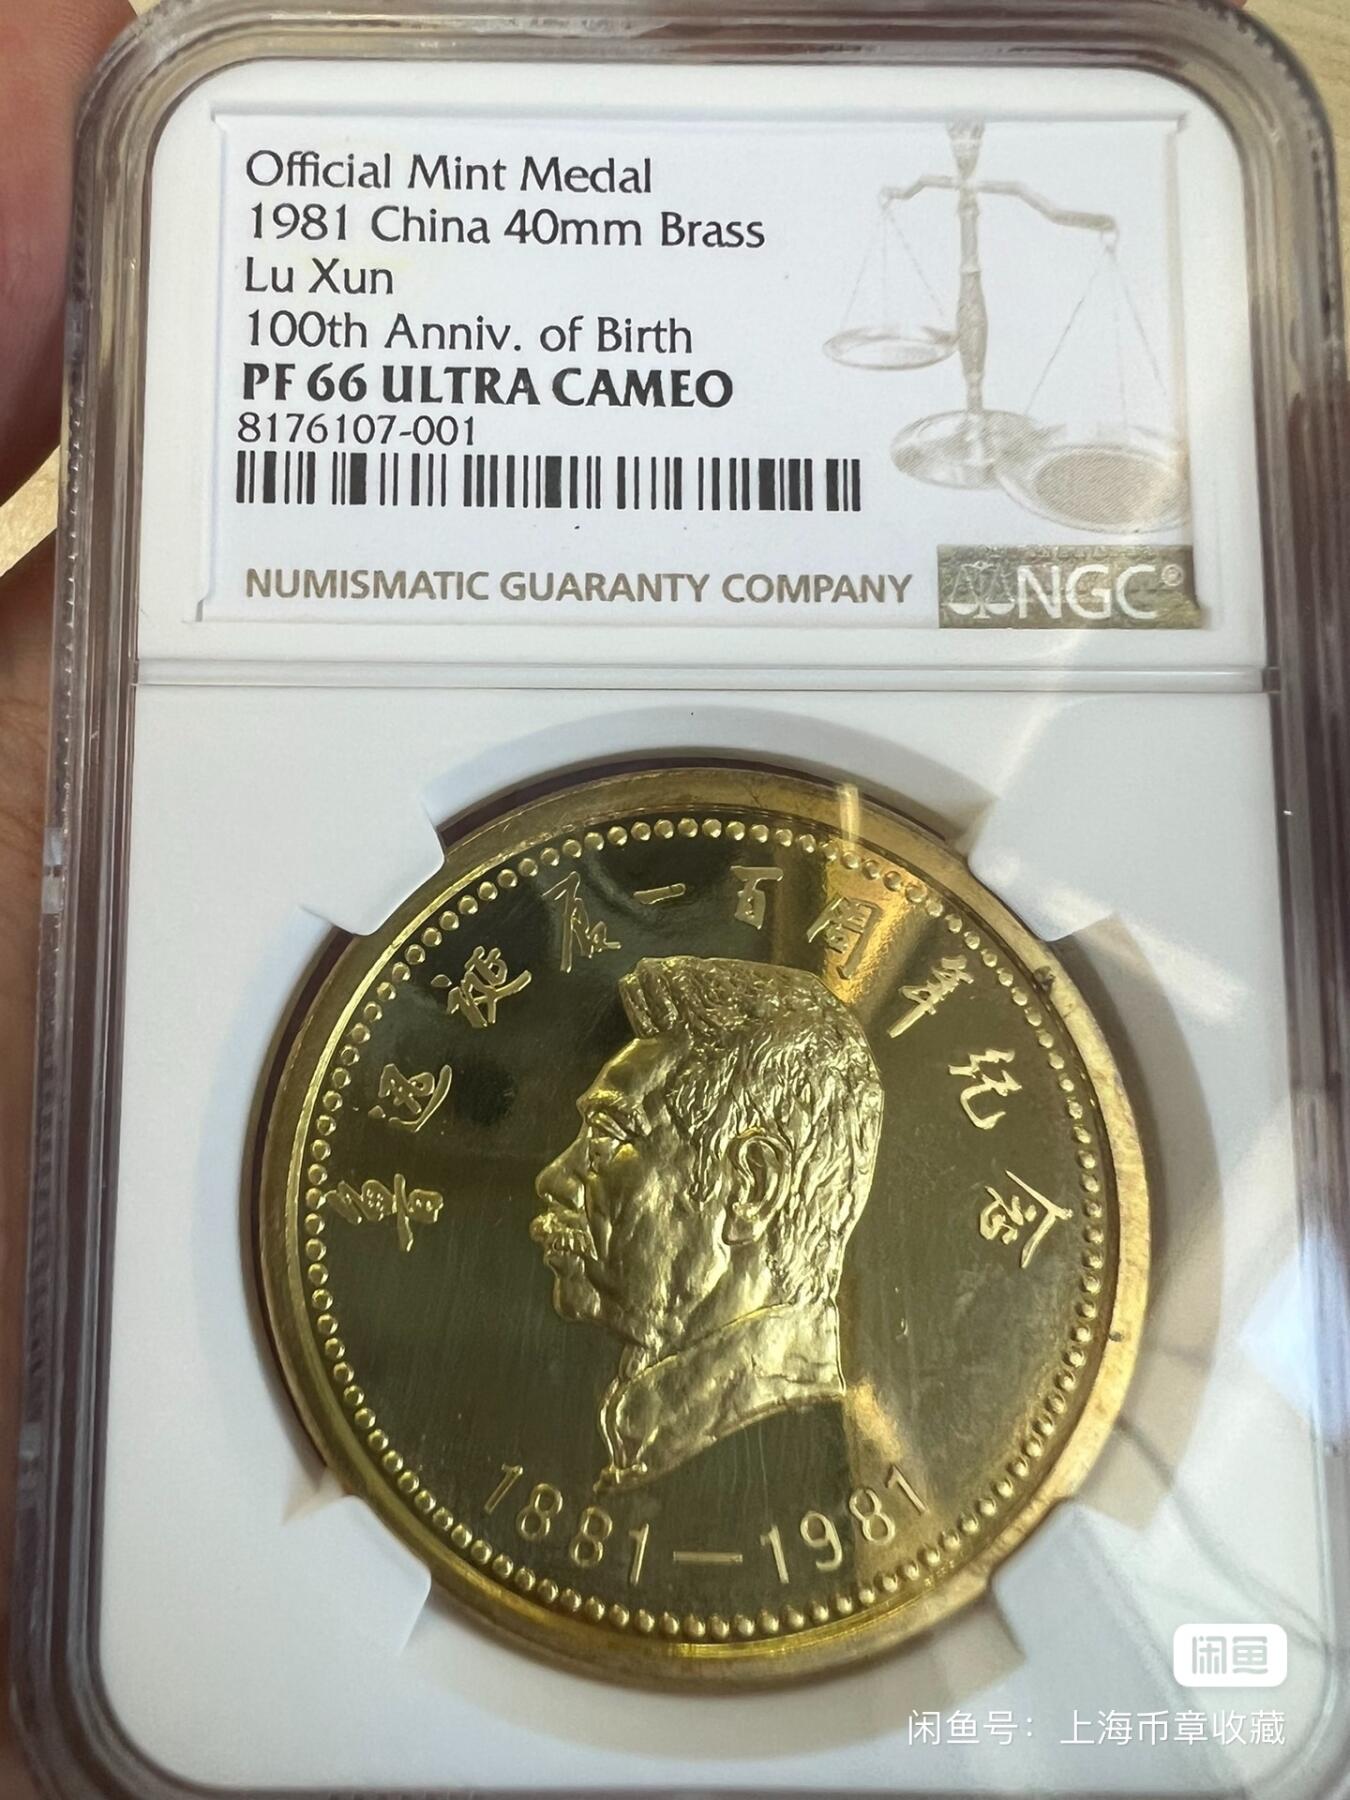 Official Mint Medal
1981 China 40mm Brass
Lu Xun
100th Anniv. of Birth
PF 66 ULTRA CAMEO
8176107-001
NUMISMATIC GUARANTY COMPANY
NGC®
鲁迅诞辰一百周年纪念
1881—1981
闲鱼
闲鱼号：上海币章收藏